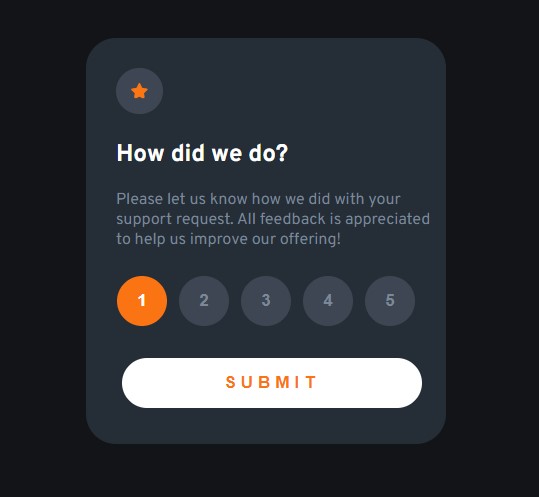 How did we do?
Please let us know how we did with your
support request. All feedback is appreciated
to help us improve our offering!
1 2 3 4 5
SUBMIT